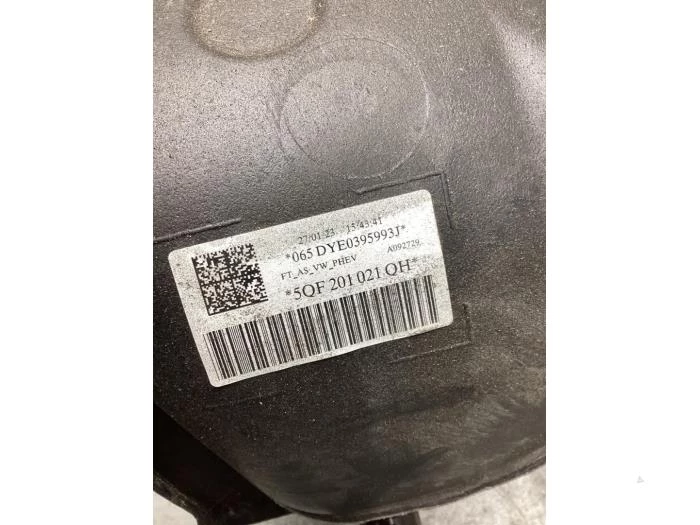 27/01/23 15:43:41
*065 DYE0395993J*
FT_AS_VW_PHEV A092729
*5QF 201 021 QH*